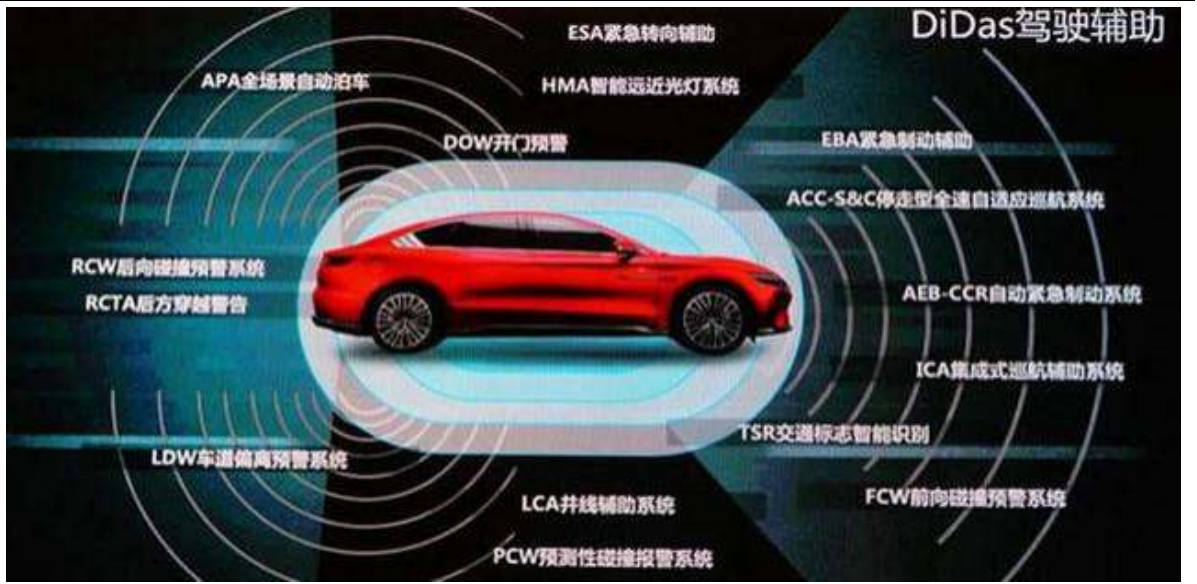 DiDas驾驶辅助
ESA紧急转向辅助
APA全场景自动泊车
HMA智能远近光灯系统
DOW开门预警
EBA紧急制动辅助
ACC-S&C停走型全速自适应巡航系统
RCW后向碰撞预警系统
RCTA后方穿越警告
AEB-CCR自动紧急制动系统
ICA集成式巡航辅助系统
TSR交通标志智能识别
LDW车道偏离预警系统
LCA并线辅助系统
FCW前向碰撞预警系统
PCW预测性碰撞报警系统